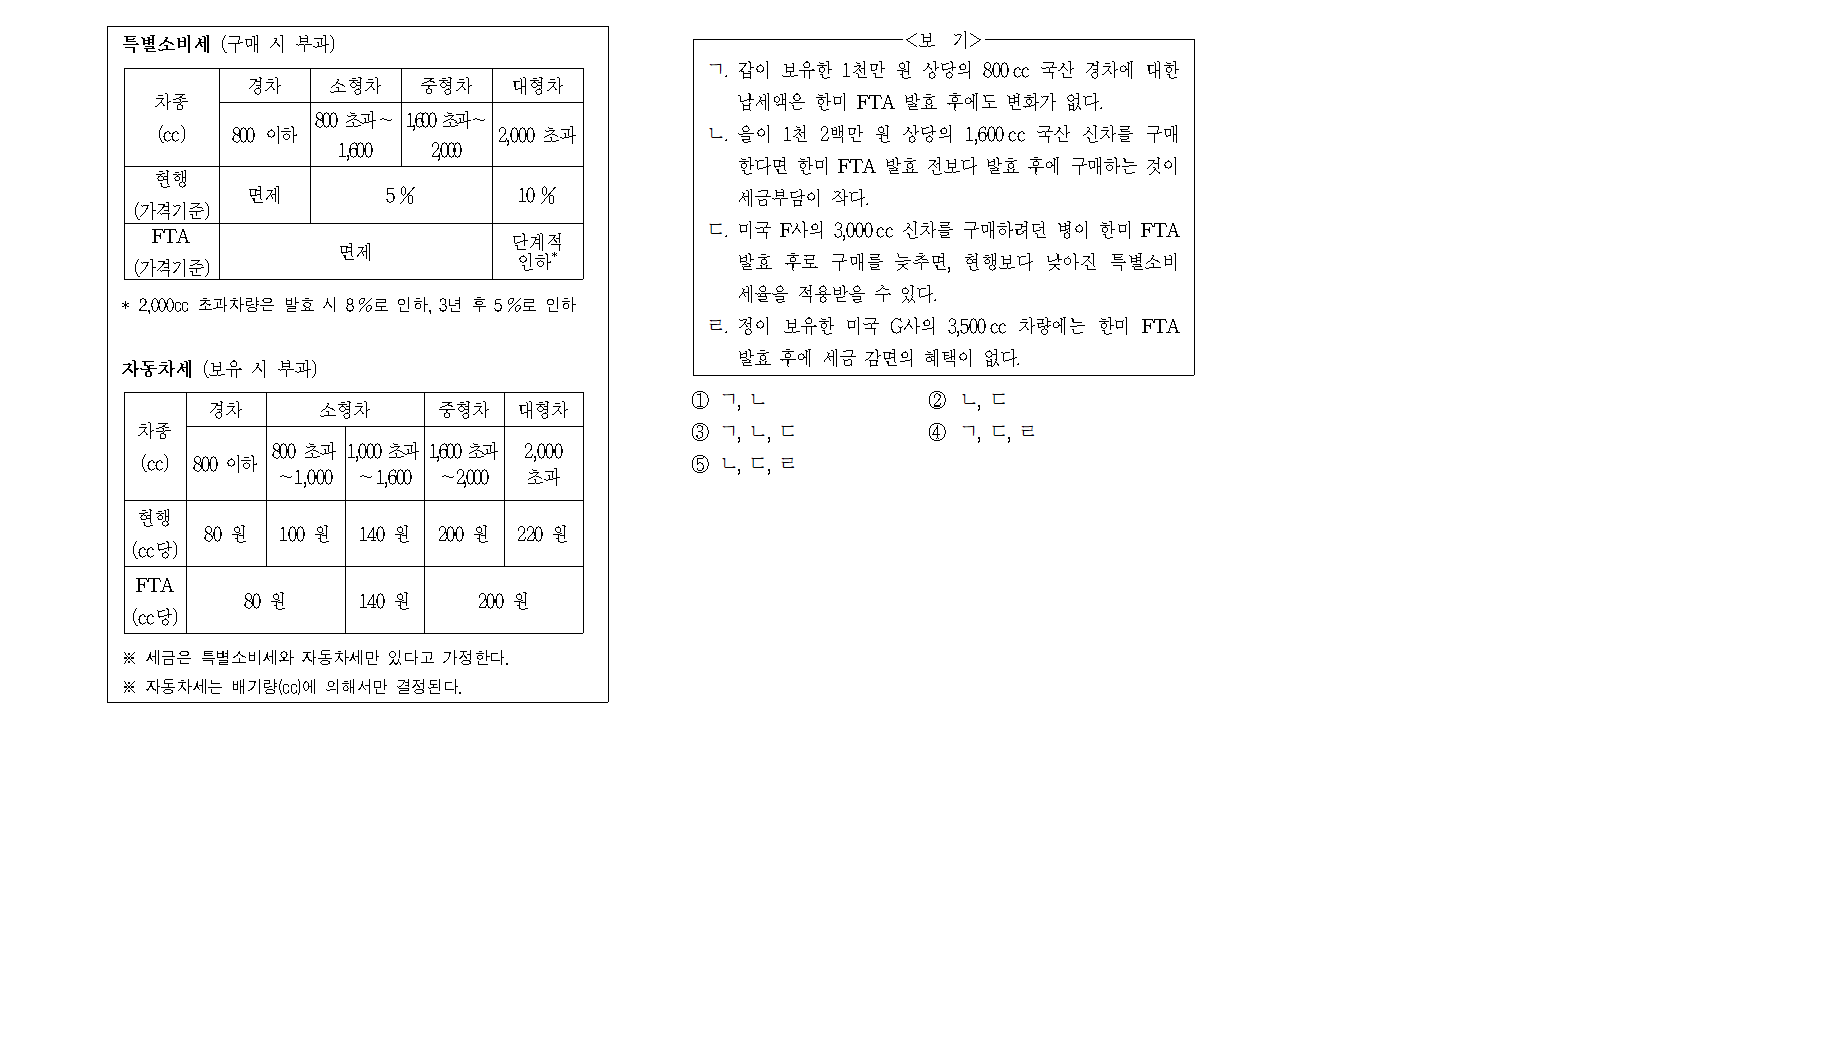 특별소비세 (구매 시 부과)
차종 (cc) 경차 소형차 중형차 대형차
800 이하 800 초과~ 1,600 1,600 초과~ 2,000 2,000 초과
현행 (가격기준) 면제 5% 10%
FTA (가격기준) 면제 단계적 인하*
* 2,000cc 초과차량은 발효 시 8%로 인하, 3년 후 5%로 인하
자동차세 (보유 시 부과)
차종 (cc) 경차 소형차 중형차 대형차
800 이하 800 초과 ~1,000 1,000 초과 ~1,600 1,600 초과 ~2,000 2,000 초과
현행 (cc당) 80 원 100 원 140 원 200 원 220 원
FTA (cc당) 80 원 140 원 200 원
※ 세금은 특별소비세와 자동차세만 있다고 가정한다.
※ 자동차세는 배기량(cc)에 의해서만 결정된다.
<보 기>
ㄱ. 갑이 보유한 1천만 원 상당의 800cc 국산 경차에 대한
납세액은 한미 FTA 발효 후에도 변화가 없다.
ㄴ. 을이 1천 2백만 원 상당의 1,600cc 국산 신차를 구매
한다면 한미 FTA 발효 전보다 발효 후에 구매하는 것이
세금부담이 작다.
ㄷ. 미국 F사의 3,000cc 신차를 구매하려던 병이 한미 FTA
발효 후로 구매를 늦추면, 현행보다 낮아진 특별소비
세율을 적용받을 수 있다.
ㄹ. 정이 보유한 미국 G사의 3,500cc 차량에는 한미 FTA
발효 후에 세금 감면의 혜택이 없다.
① ㄱ, ㄴ ② ㄴ, ㄷ
③ ㄱ, ㄴ, ㄷ ④ ㄱ, ㄷ, ㄹ
⑤ ㄴ, ㄷ, ㄹ